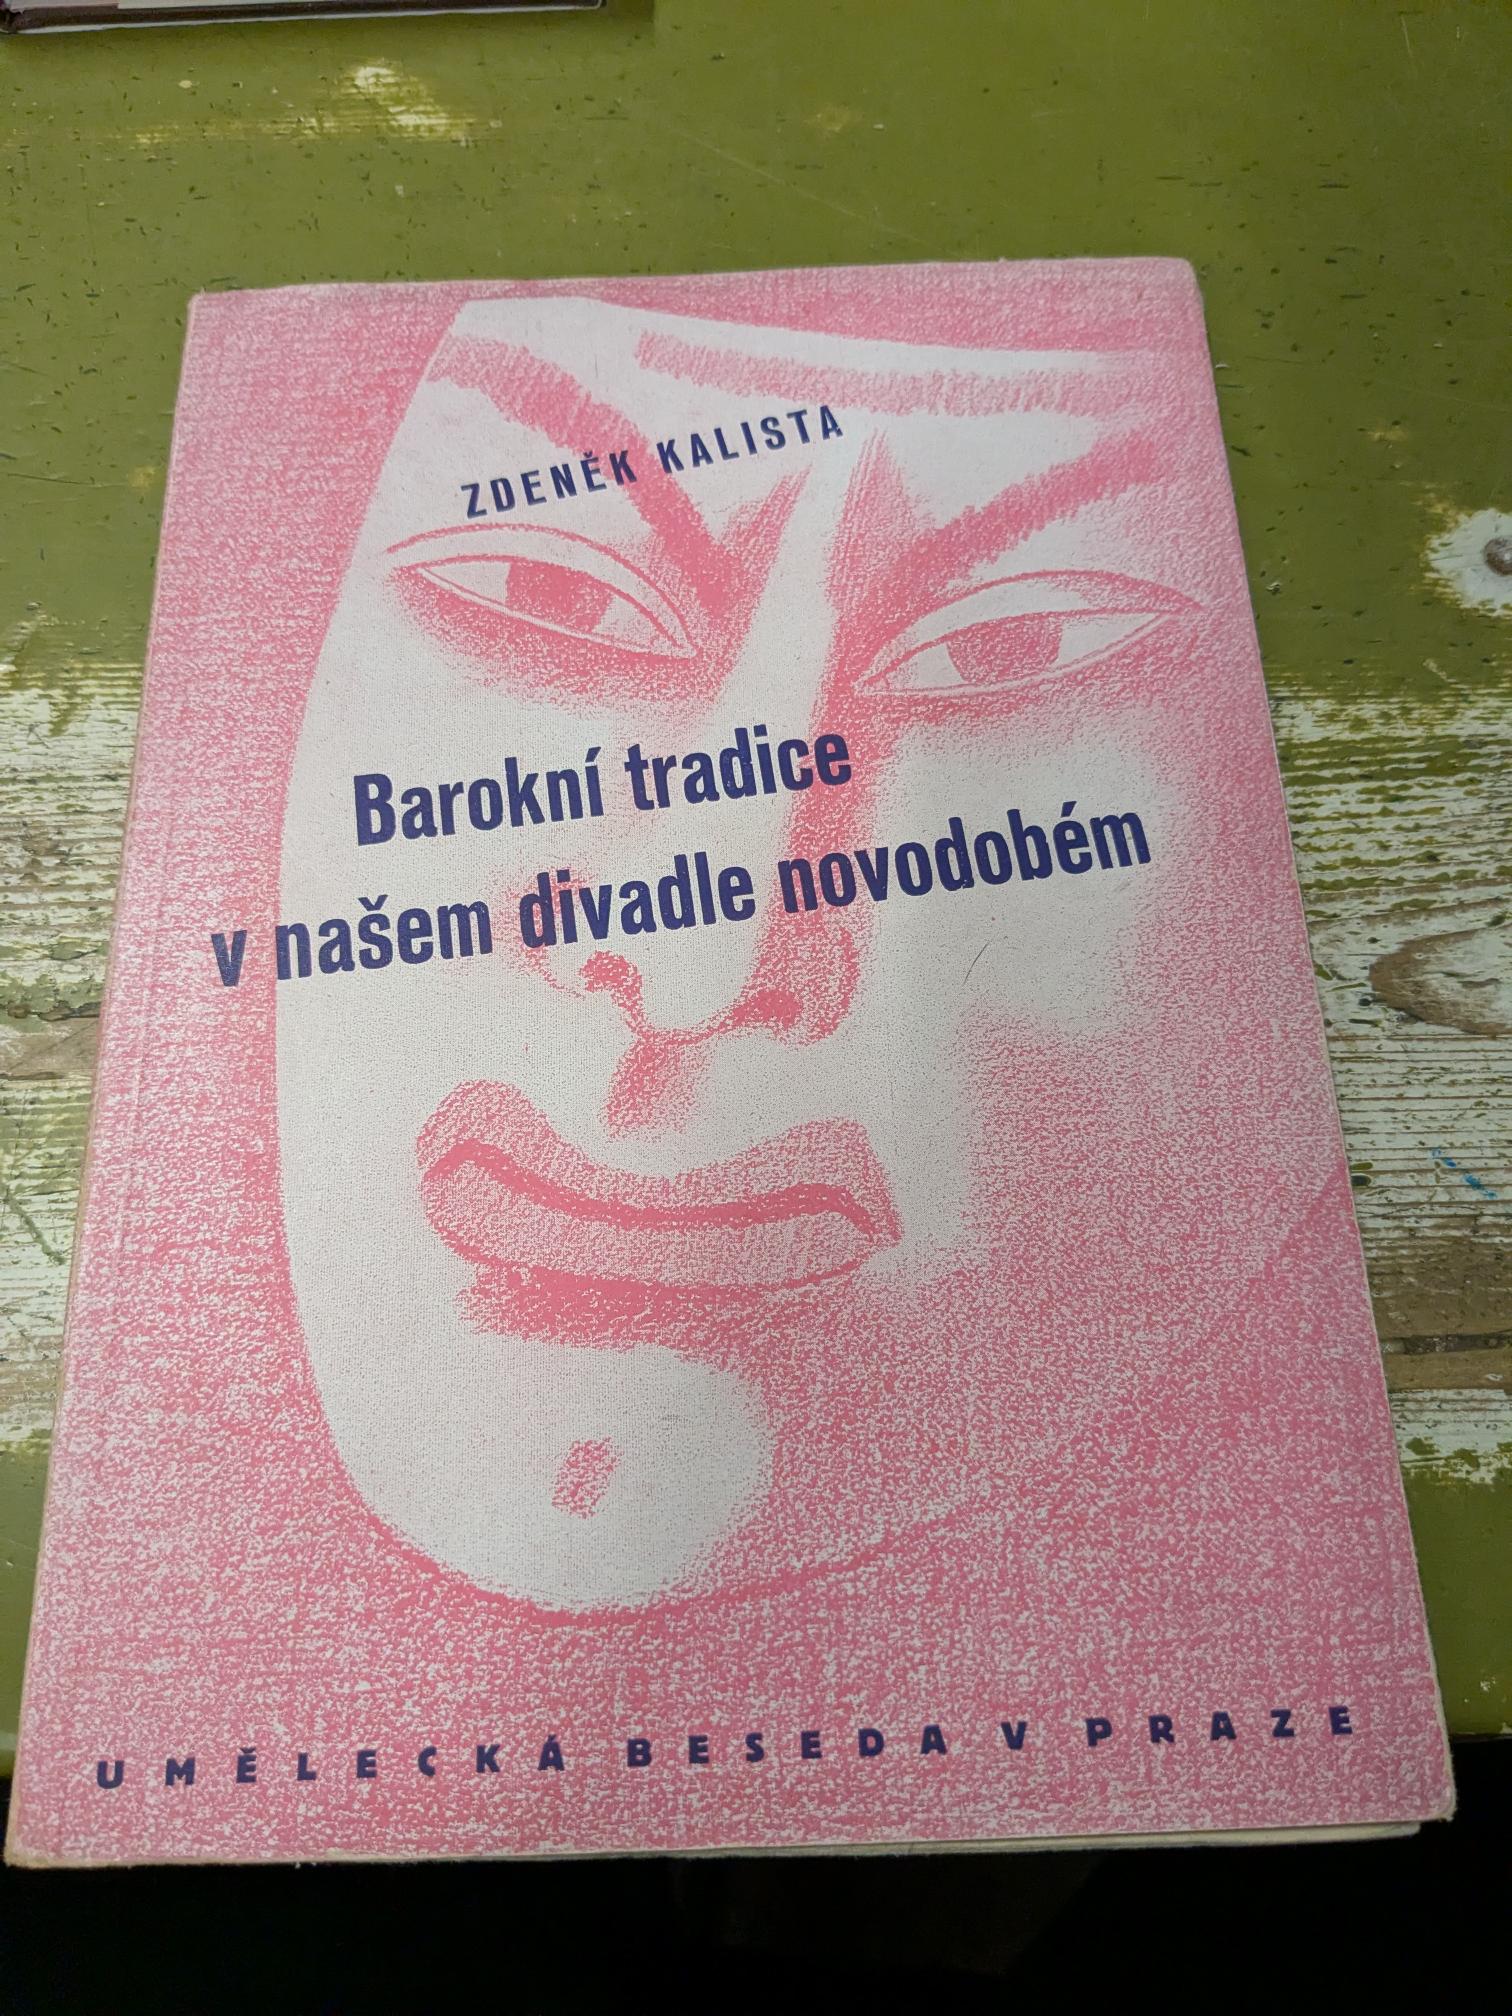 ZDENĚK KALISTA
Barokní tradice
v našem divadle novodobém
UMĚLECKÁ BESEDA V PRAZE